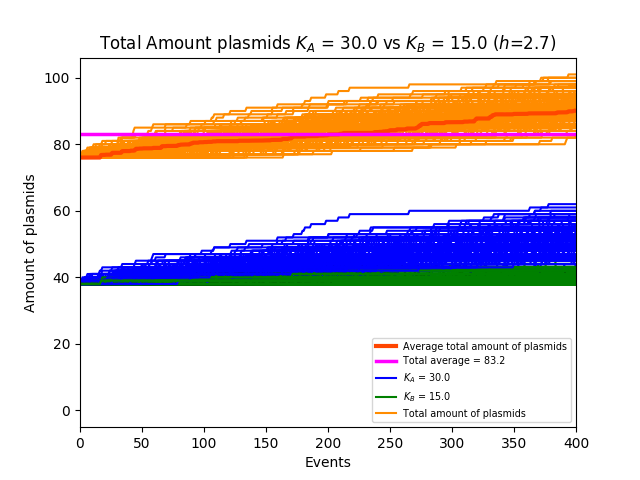 Total Amount plasmids K_A = 30.0 vs K_B = 15.0 (h=2.7)
Amount of plasmids
100
80
60
40
20
0
Average total amount of plasmids
Total average = 83.2
K_A = 30.0
K_B = 15.0
Total amount of plasmids
0 50 100 150 200 250 300 350 400
Events